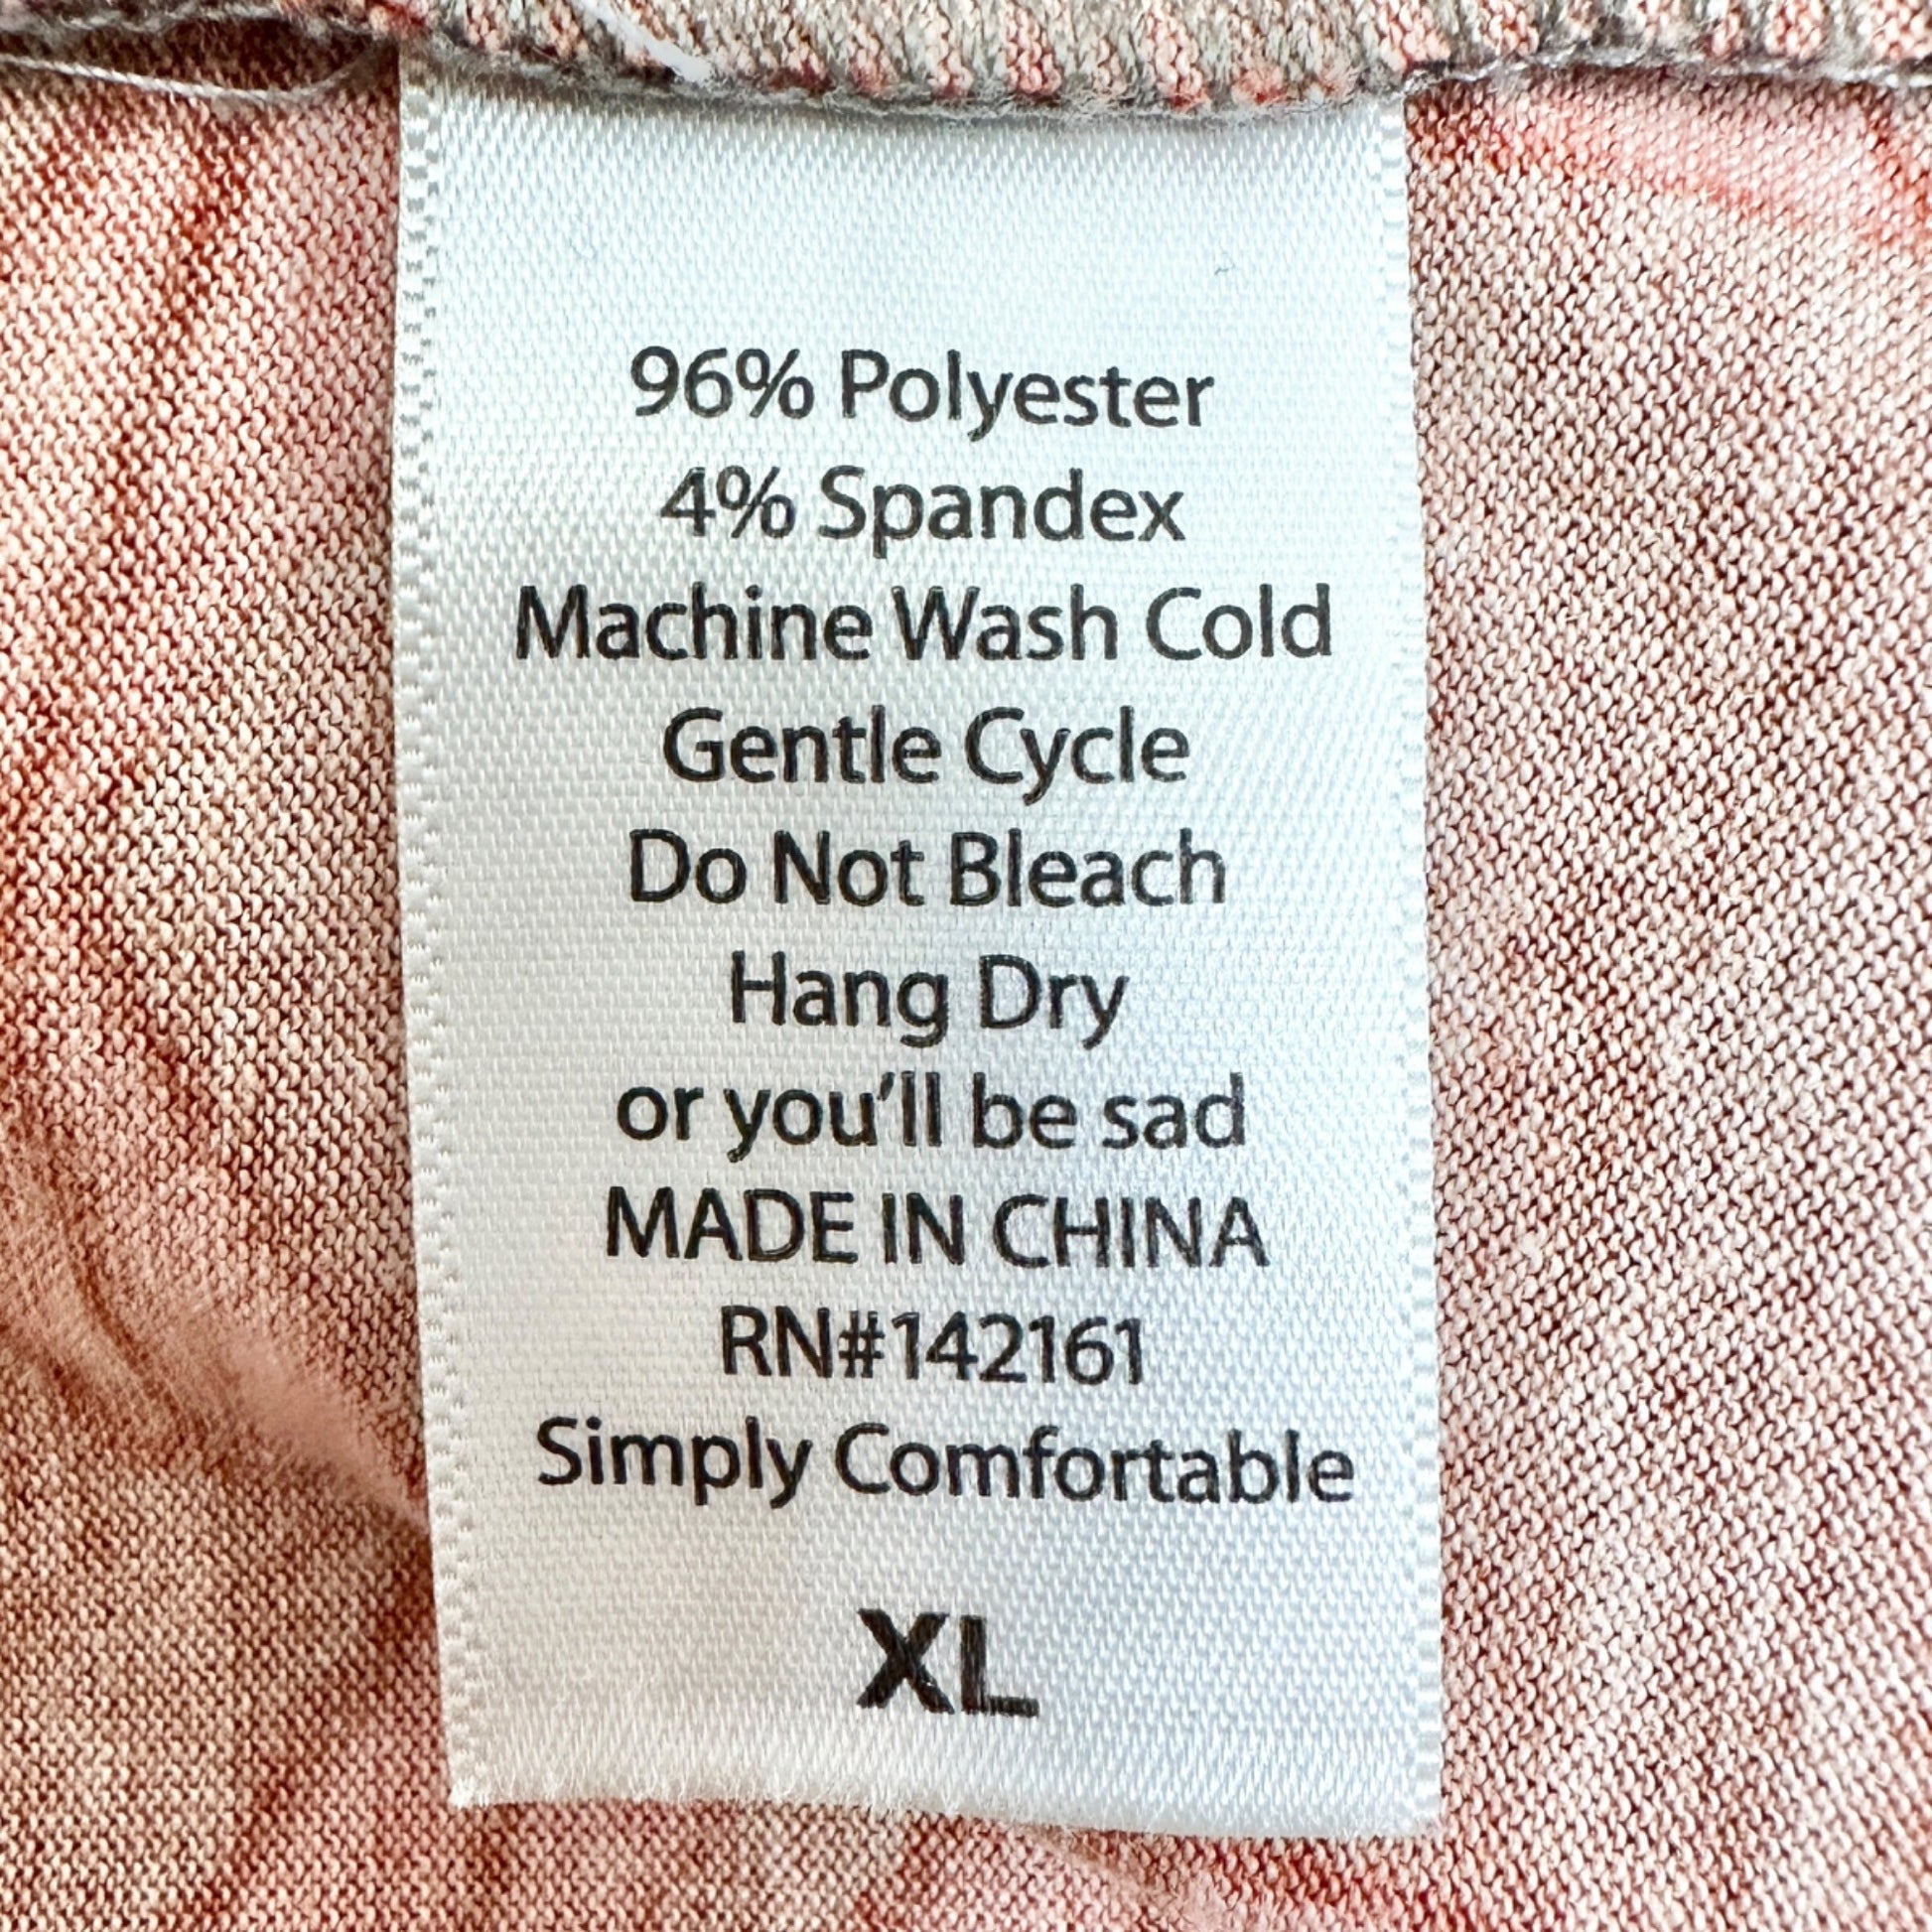 96% Polyester
4% Spandex
Machine Wash Cold
Gentle Cycle
Do Not Bleach
Hang Dry
or you'll be sad
MADE IN CHINA
RN#142161
Simply Comfortable
XL